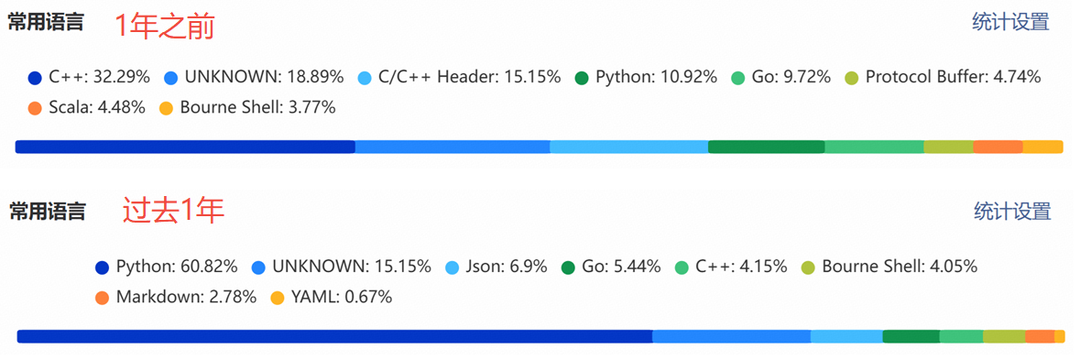 常用语言 1年之前 统计设置
C++: 32.29% UNKNOWN: 18.89% C/C++ Header: 15.15% Python: 10.92% Go: 9.72% Protocol Buffer: 4.74%
Scala: 4.48% Bourne Shell: 3.77%
常用语言 过去1年 统计设置
Python: 60.82% UNKNOWN: 15.15% Json: 6.9% Go: 5.44% C++: 4.15% Bourne Shell: 4.05%
Markdown: 2.78% YAML: 0.67%